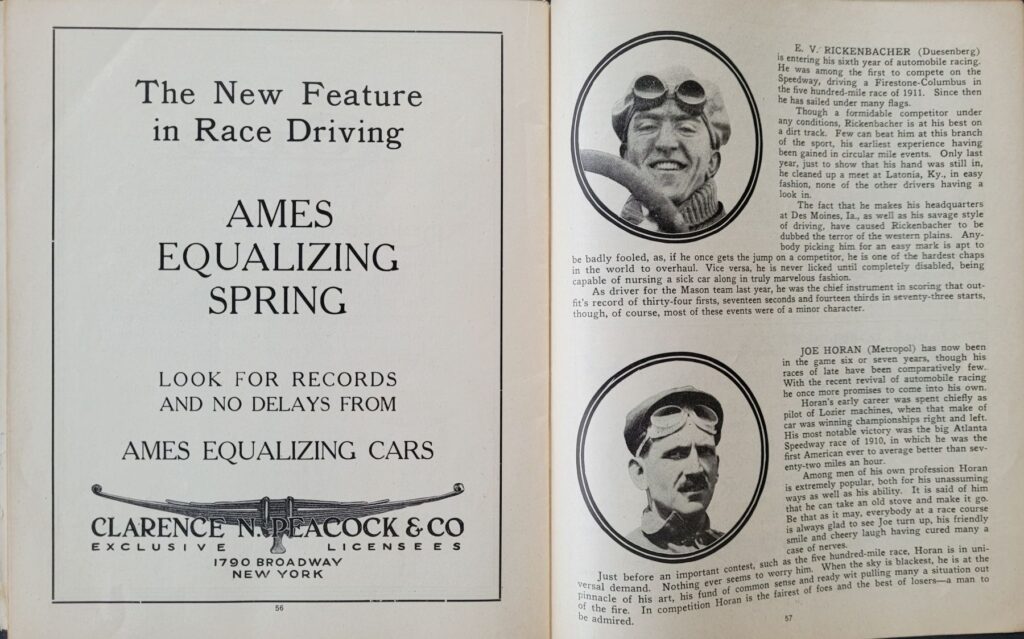 The New Feature
in Race Driving
AMES
EQUALIZING
SPRING
LOOK FOR RECORDS
AND NO DELAYS FROM
AMES EQUALIZING CARS
CLARENCE N. PEACOCK & CO
EXCLUSIVE LICENSEES
1790 BROADWAY
NEW YORK
56
E. V. RICKENBACHER (Duesenberg)
is entering his sixth year of automobile racing.
He was among the first to compete on the
Speedway, driving a Firestone-Columbus in
the five hundred-mile race of 1911. Since then
he has sailed under many flags.
Though a formidable competitor under
any conditions, Rickenbacher is at his best on
a dirt track. Few can beat him at this branch
of the sport, his earliest experience having
been gained in circular mile events. Only last
year, just to show that his hand was still in,
he cleaned up a meet at Latonia, Ky., in easy
fashion, none of the other drivers having a
look in.
The fact that he makes his headquarters
at Des Moines, Ia., as well as his savage style
of driving, have caused Rickenbacher to be
dubbed the terror of the western plains. Any-
body picking him for an easy mark is apt to
be badly fooled, as, if he once gets the jump on a competitor, he is one of the hardest chaps
in the world to overhaul. Vice versa, he is never licked until completely disabled, being
capable of nursing a sick car along in truly marvelous fashion.
As driver for the Mason team last year, he was the chief instrument in scoring that out-
fit's record of thirty-four firsts, seventeen seconds and fourteen thirds in seventy-three starts,
though, of course, most of these events were of a minor character.
JOE HORAN (Metropol) has now been
in the game six or seven years, though his
races of late have been comparatively few.
With the recent revival of automobile racing
he once more promises to come into his own.
Horan's early career was spent chiefly as
pilot of Lozier machines, when that make of
car was winning championships right and left.
His most notable victory was the big Atlanta
Speedway race of 1910, in which he was the
first American ever to average better than sev-
enty-two miles an hour.
Among men of his own profession Horan
is extremely popular, both for his unassuming
ways as well as his ability. It is said of him
that he can take an old stove and make it go.
Be that as it may, everybody at a race course
is always glad to see Joe turn up, his friendly
smile and cheery laugh having cured many a
case of nerves.
Just before an important contest, such as the five hundred-mile race, Horan is in uni-
versal demand. Nothing ever seems to worry him. When the sky is blackest, he is at the
pinnacle of his art, his fund of common sense and ready wit pulling many a situation out
of the fire. In competition Horan is the fairest of foes and the best of losers—a man to
be admired.
57